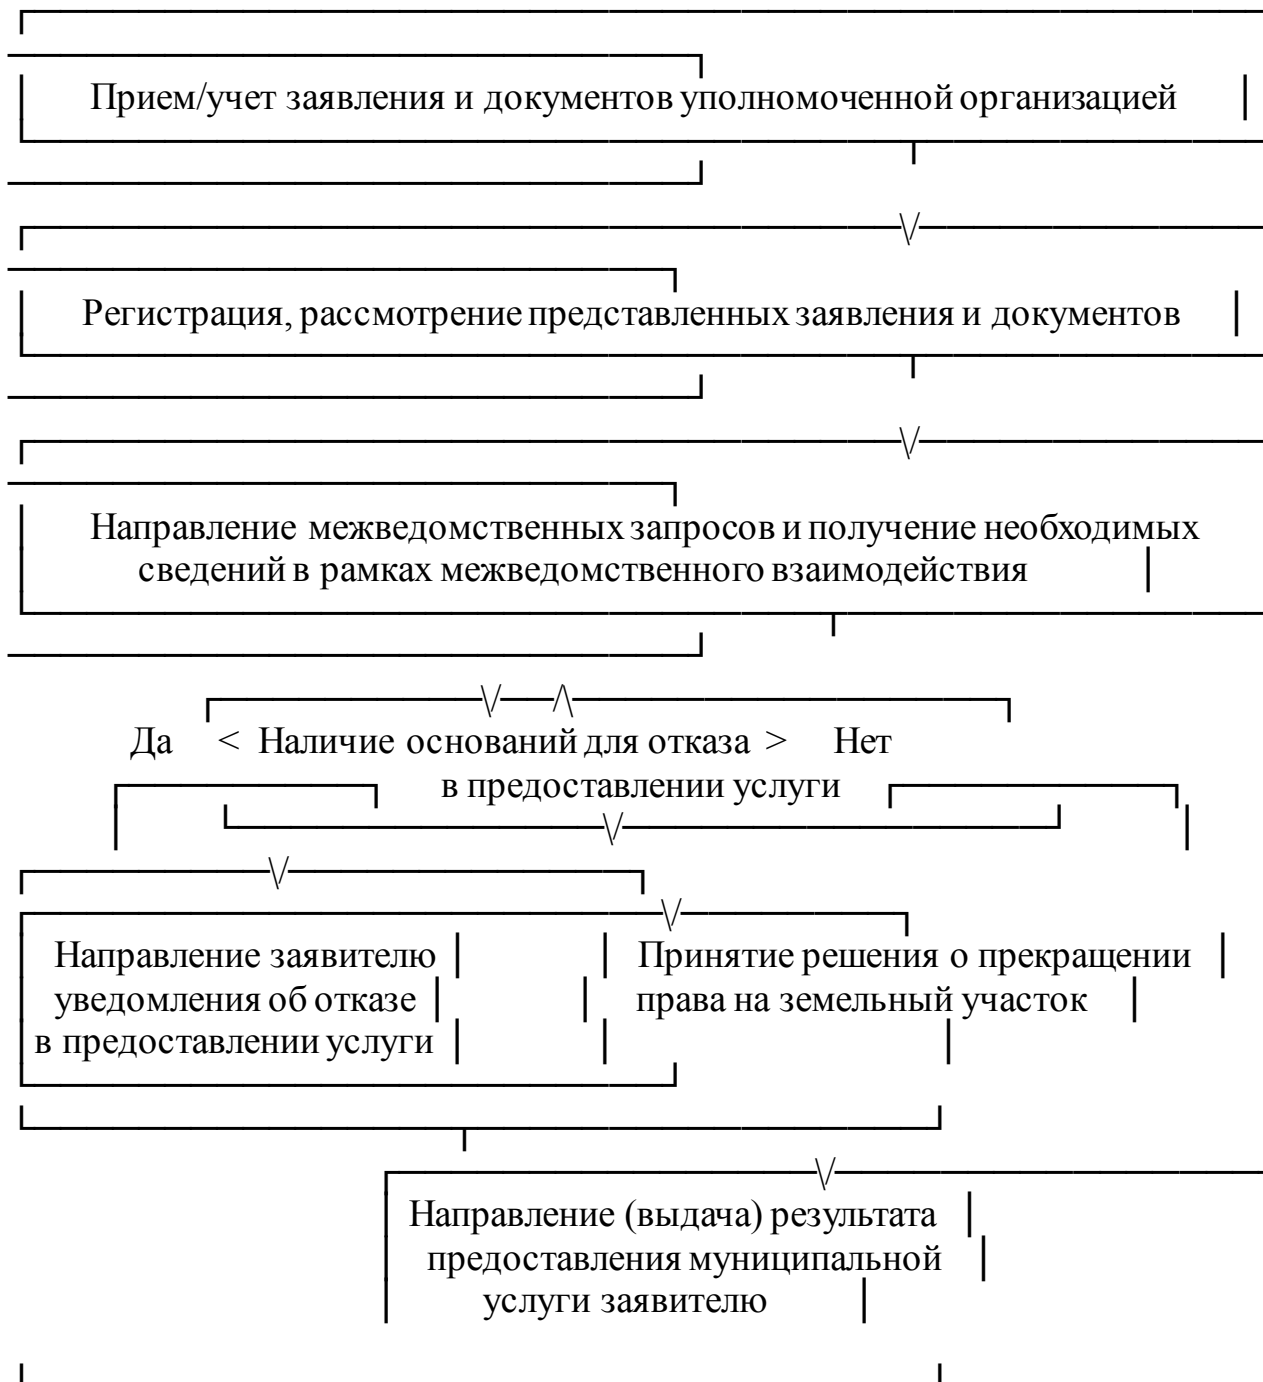 Прием/учет заявления и документов уполномоченной организацией
Регистрация, рассмотрение представленных заявления и документов
Направление межведомственных запросов и получение необходимых
сведений в рамках межведомственного взаимодействия
Да < Наличие оснований для отказа > Нет
в предоставлении услуги
Направление заявителю
уведомления об отказе
в предоставлении услуги
Принятие решения о прекращении
права на земельный участок
Направление (выдача) результата
предоставления муниципальной
услуги заявителю